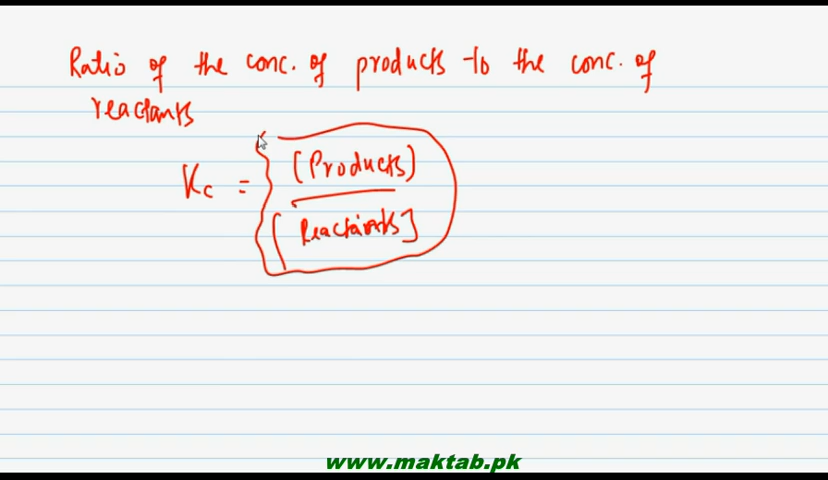 Ratio of the conc. of products to the conc. of
reactants
Kc = (Products)
[Reactants]
www.maktab.pk